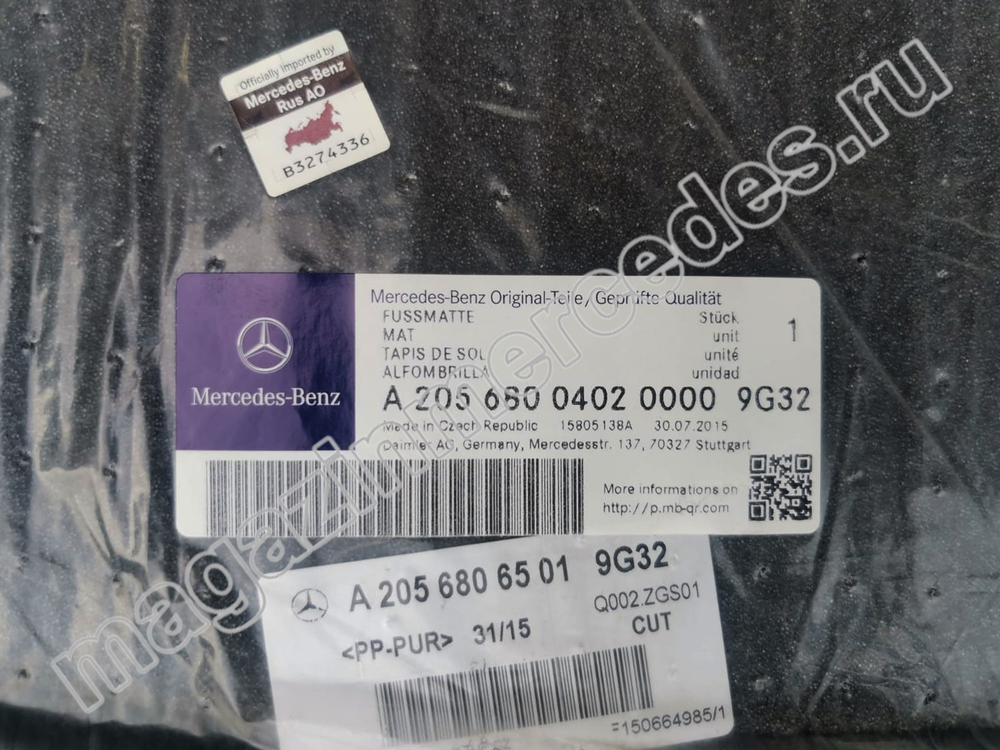 Officially imported by
Mercedes-Benz
Rus AO
B3274336
Mercedes-Benz Original-Teile/Geprüfte Qualität
FUSSMATTE Stück 1
MAT unit
TAPIS DE SOL unité
ALFOMBRILLA unidad
Mercedes-Benz
A 205 680 0402 0000 9G32
Made in Czech Republic 15805138A 30.07.2015
Daimler AG, Germany, Mercedesstr. 137, 70327 Stuttgart
More informations on
http://p.mb-qr.com
A 205 680 65 01 9G32
Q002.ZGS01
<PP-PUR> 31/15 CUT
F150664985/1
magazinmercedes.ru